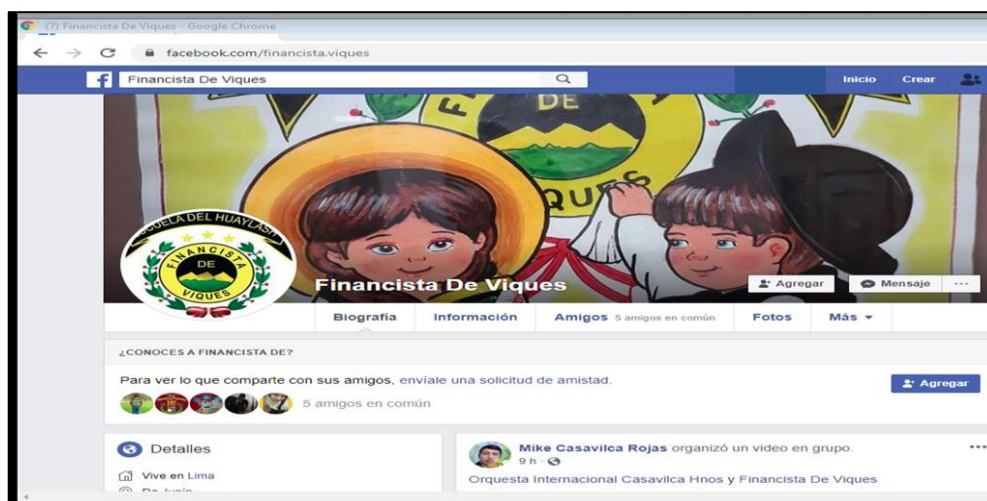 (7) Financista De Viques - Google Chrome
facebook.com/financista.viques
Financista De Viques
Inicio Crear
DE
VIQUES
ESCUELA DEL HUAYLASH
FINANCISTA
DE
VIQUES
Financista De Viques
Agregar Mensaje ...
Biografía Información Amigos 5 amigos en común Fotos Más
¿CONOCES A FINANCISTA DE?
Para ver lo que comparte con sus amigos, envíale una solicitud de amistad.
Agregar
5 amigos en común
Detalles
Vive en Lima
De Junín
Mike Casavilca Rojas organizó un video en grupo.
9 h
Orquesta Internacional Casavilca Hnos y Financista De Viques